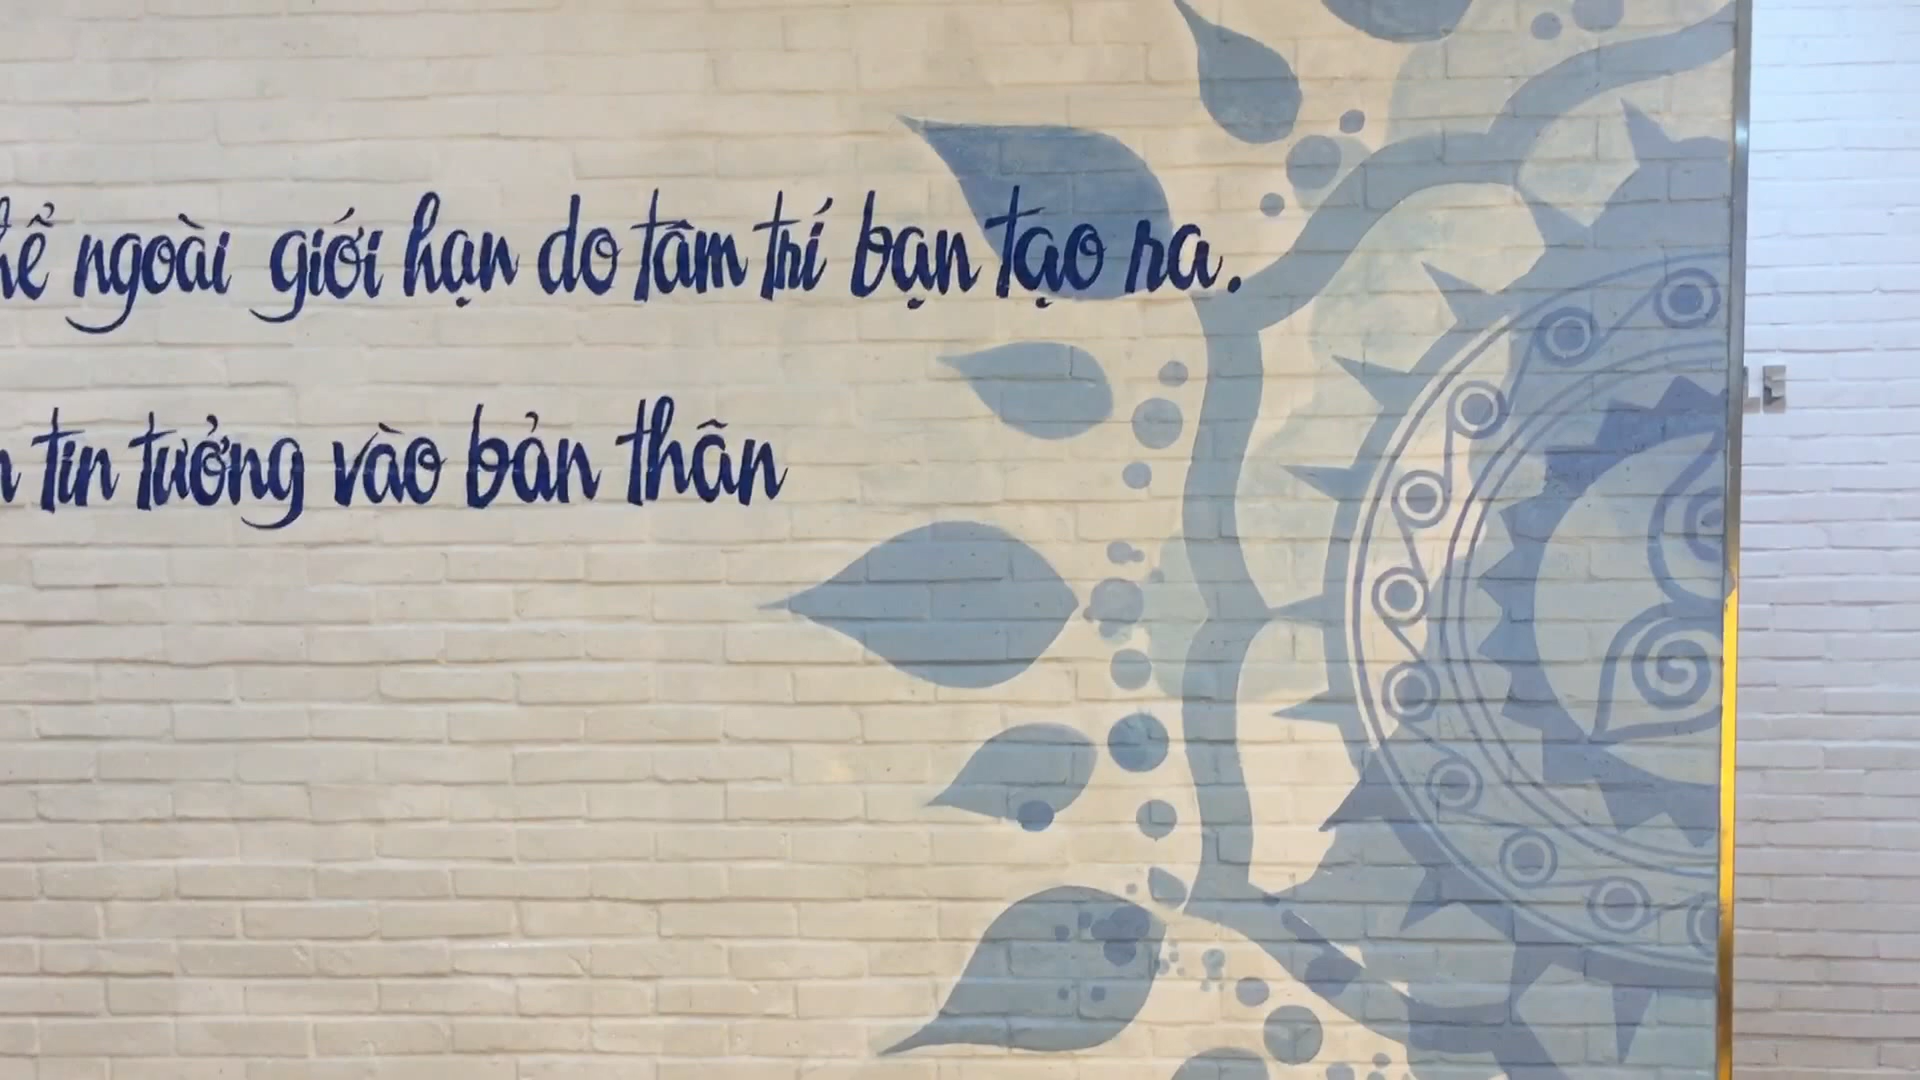 ngoài giới hạn do tâm trí bạn tạo ra.
tin tưởng vào bản thân